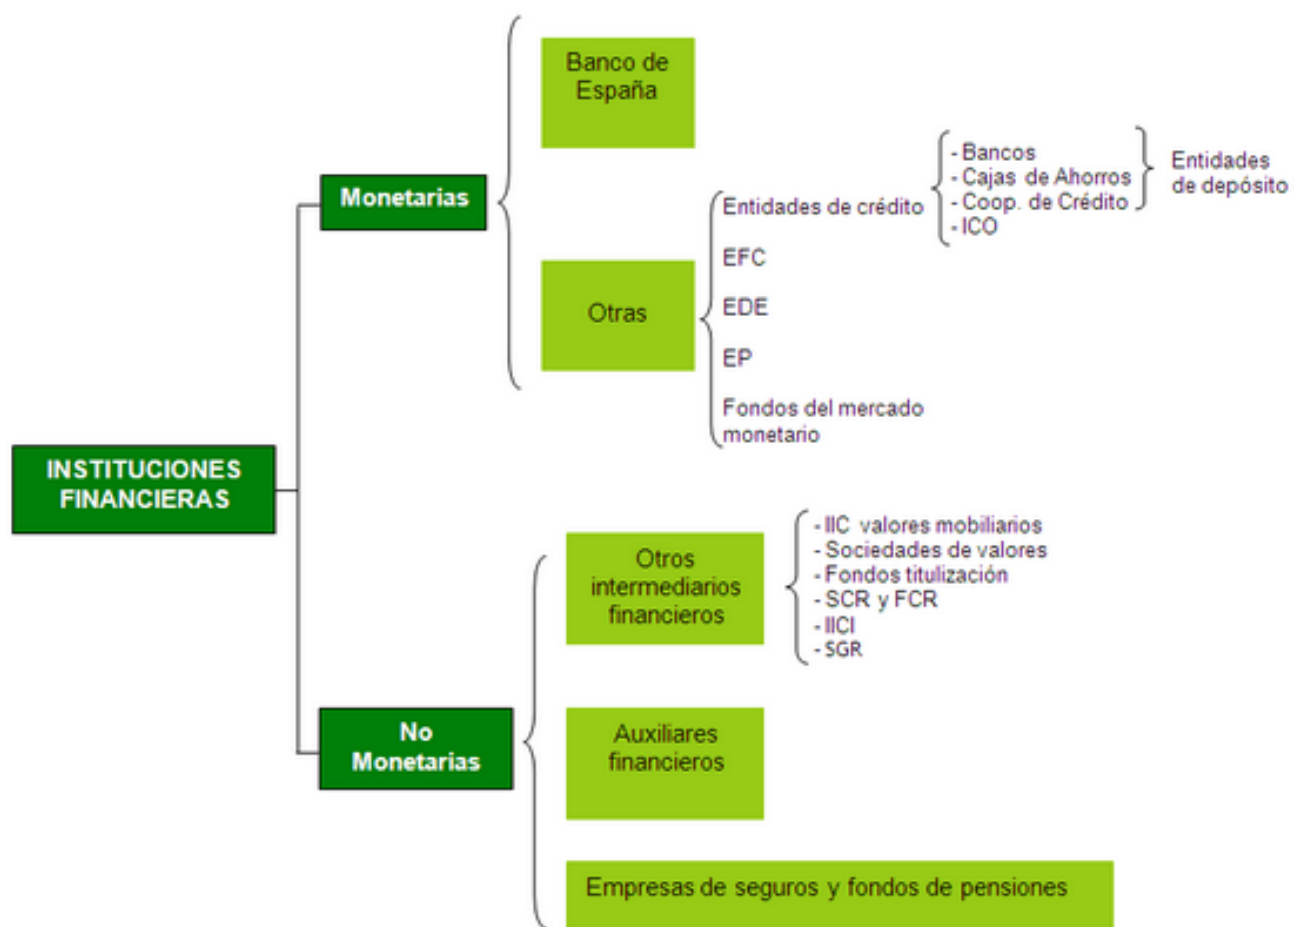 INSTITUCIONES
FINANCIERAS
Monetarias
Banco de
España
Otras
Entidades de crédito
- Bancos
- Cajas de Ahorros
- Coop. de Crédito
- ICO
Entidades
de depósito
EFC
EDE
EP
Fondos del mercado
monetario
No
Monetarias
Otros
intermediarios
financieros
- IIC valores mobiliarios
- Sociedades de valores
- Fondos titulización
- SCR y FCR
- IICI
- SGR
Auxiliares
financieros
Empresas de seguros y fondos de pensiones